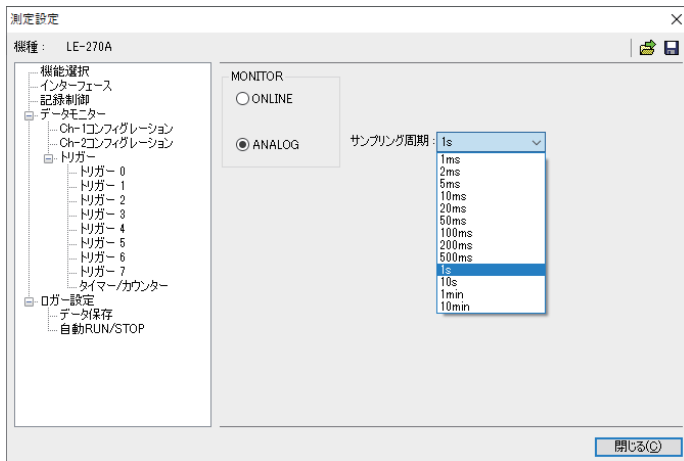 測定設定
機種： LE-270A
機能選択
インターフェース
記録制御
データモニター
Ch-1コンフィグレーション
Ch-2コンフィグレーション
トリガー
トリガー 0
トリガー 1
トリガー 2
トリガー 3
トリガー 4
トリガー 5
トリガー 6
トリガー 7
タイマー/カウンター
ロガー設定
データ保存
自動RUN/STOP
MONITOR
ONLINE
ANALOG
サンプリング周期： 1s
1ms
2ms
5ms
10ms
20ms
50ms
100ms
200ms
500ms
1s
10s
1min
10min
閉じる(C)